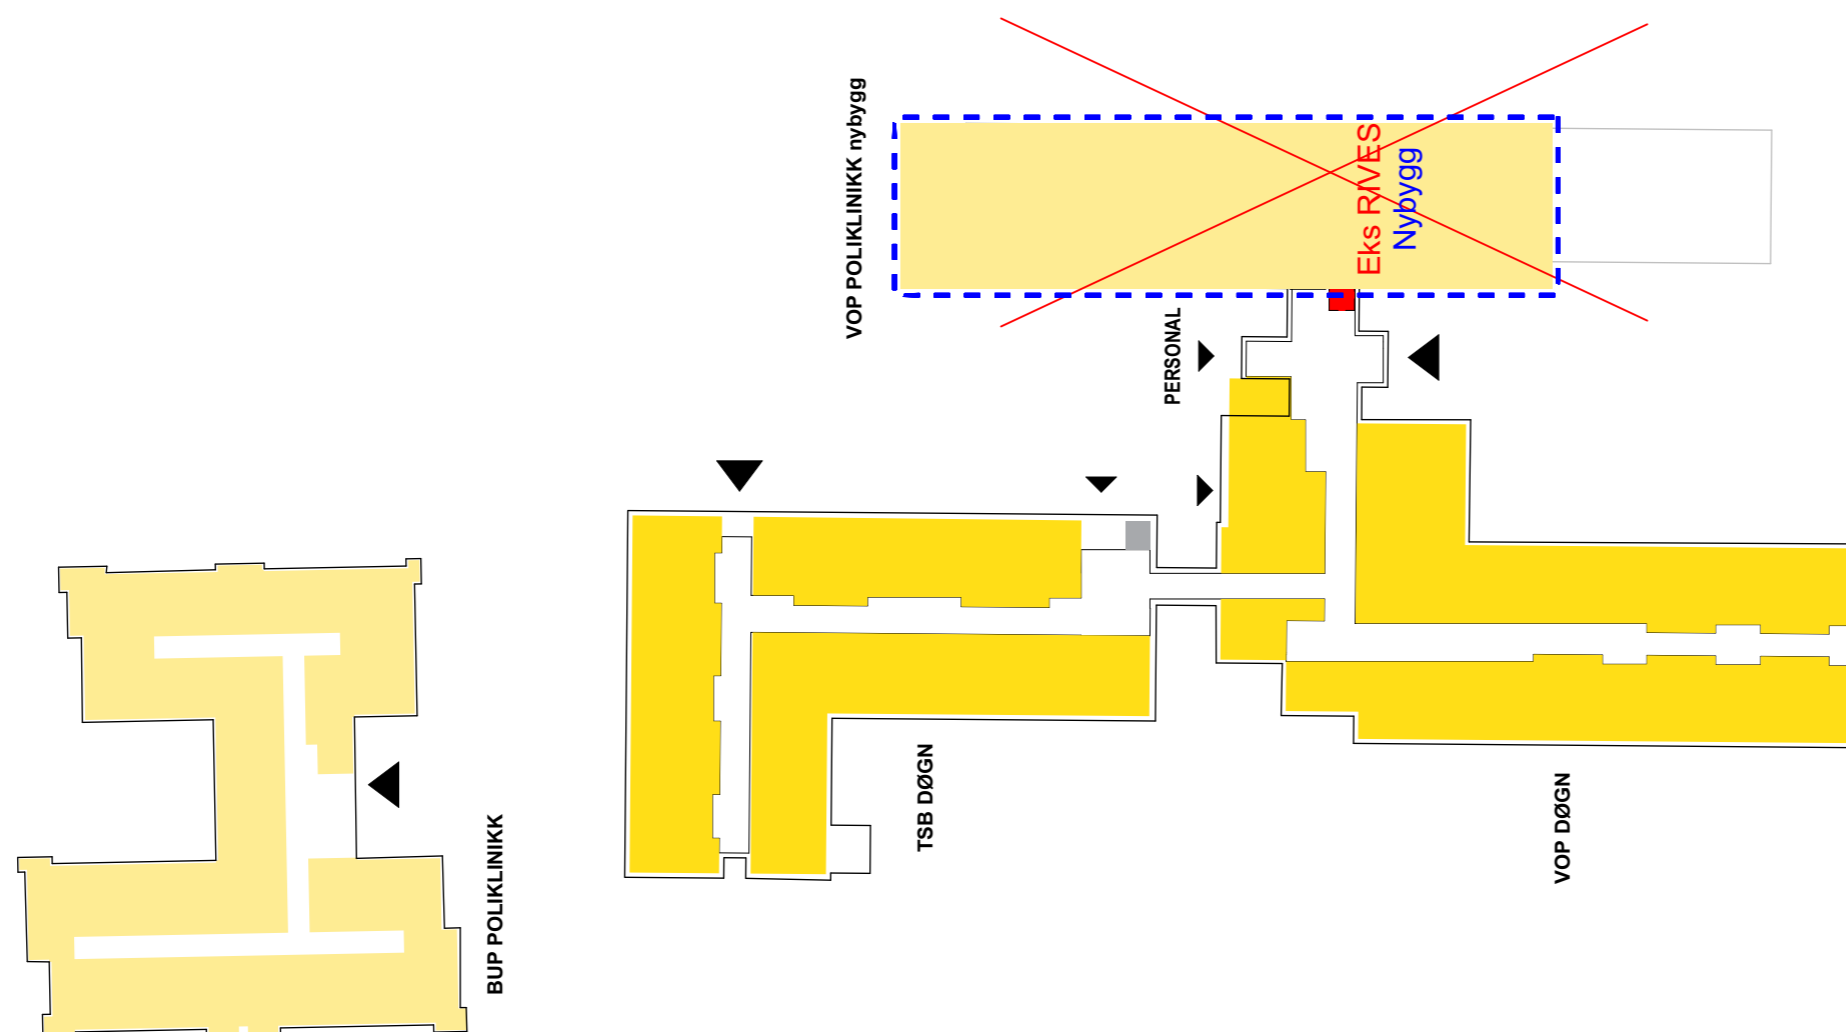 VOP POLIKLINIKK nybygg
Eks RIVES
Nybygg
PERSONAL
TSB DØGN
VOP DØGN
BUP POLIKLINIKK